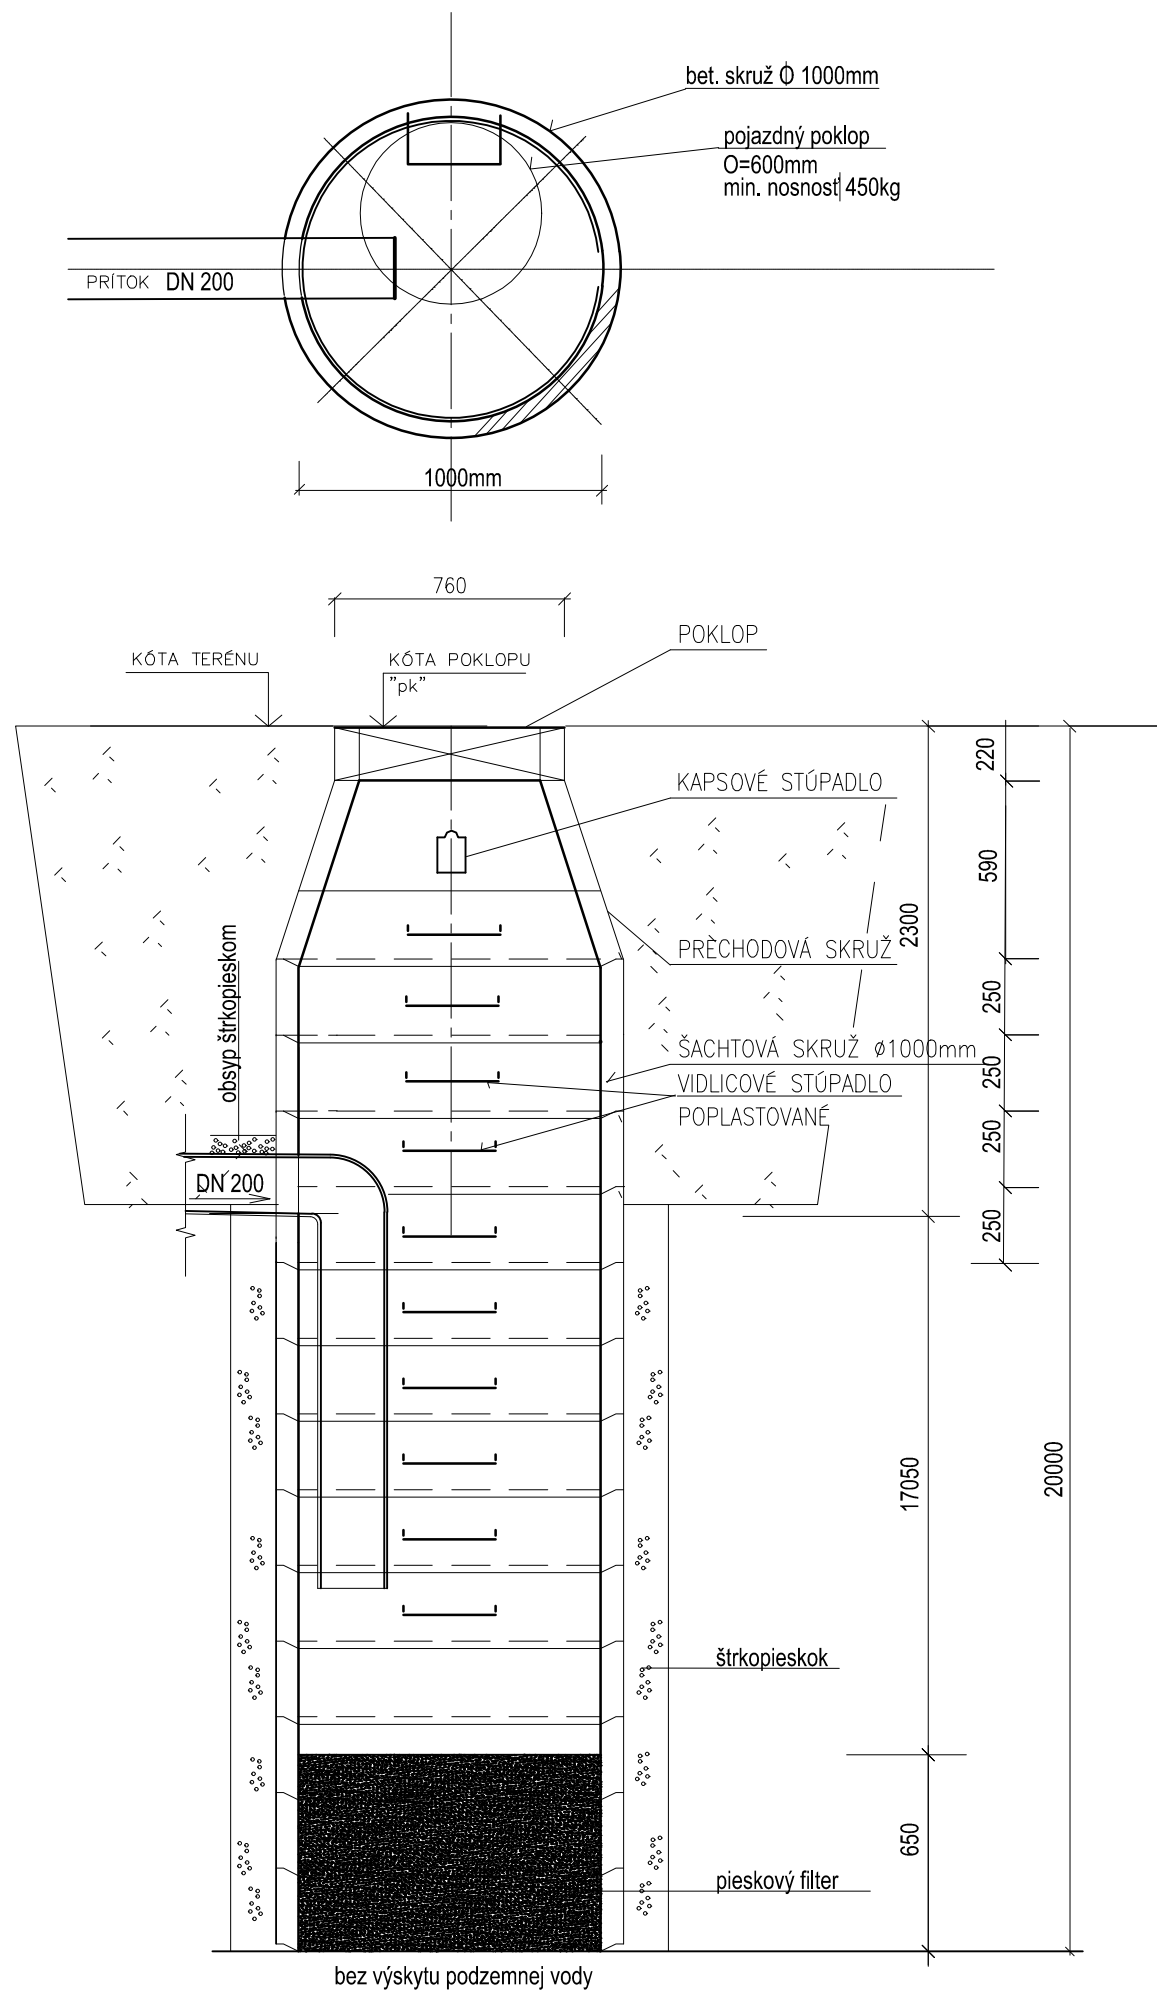 bet. skruž Φ 1000mm
pojazdný poklop
O=600mm
min. nosnosť 450kg
PRÍTOK DN 200
1000mm
760
POKLOP
KÓTA TERÉNU
KÓTA POKLOPU
"pk"
220
KAPSOVÉ STÚPADLO
590
2300
PRECHODOVÁ SKRUŽ
obsyp štrkopieskom
250
ŠACHTOVÁ SKRUŽ ø1000mm
250
VIDLICOVÉ STÚPADLO
POPLASTOVANÉ
250
DN 200
250
17050
20000
štrkopieskok
650
pieskový filter
bez výskytu podzemnej vody